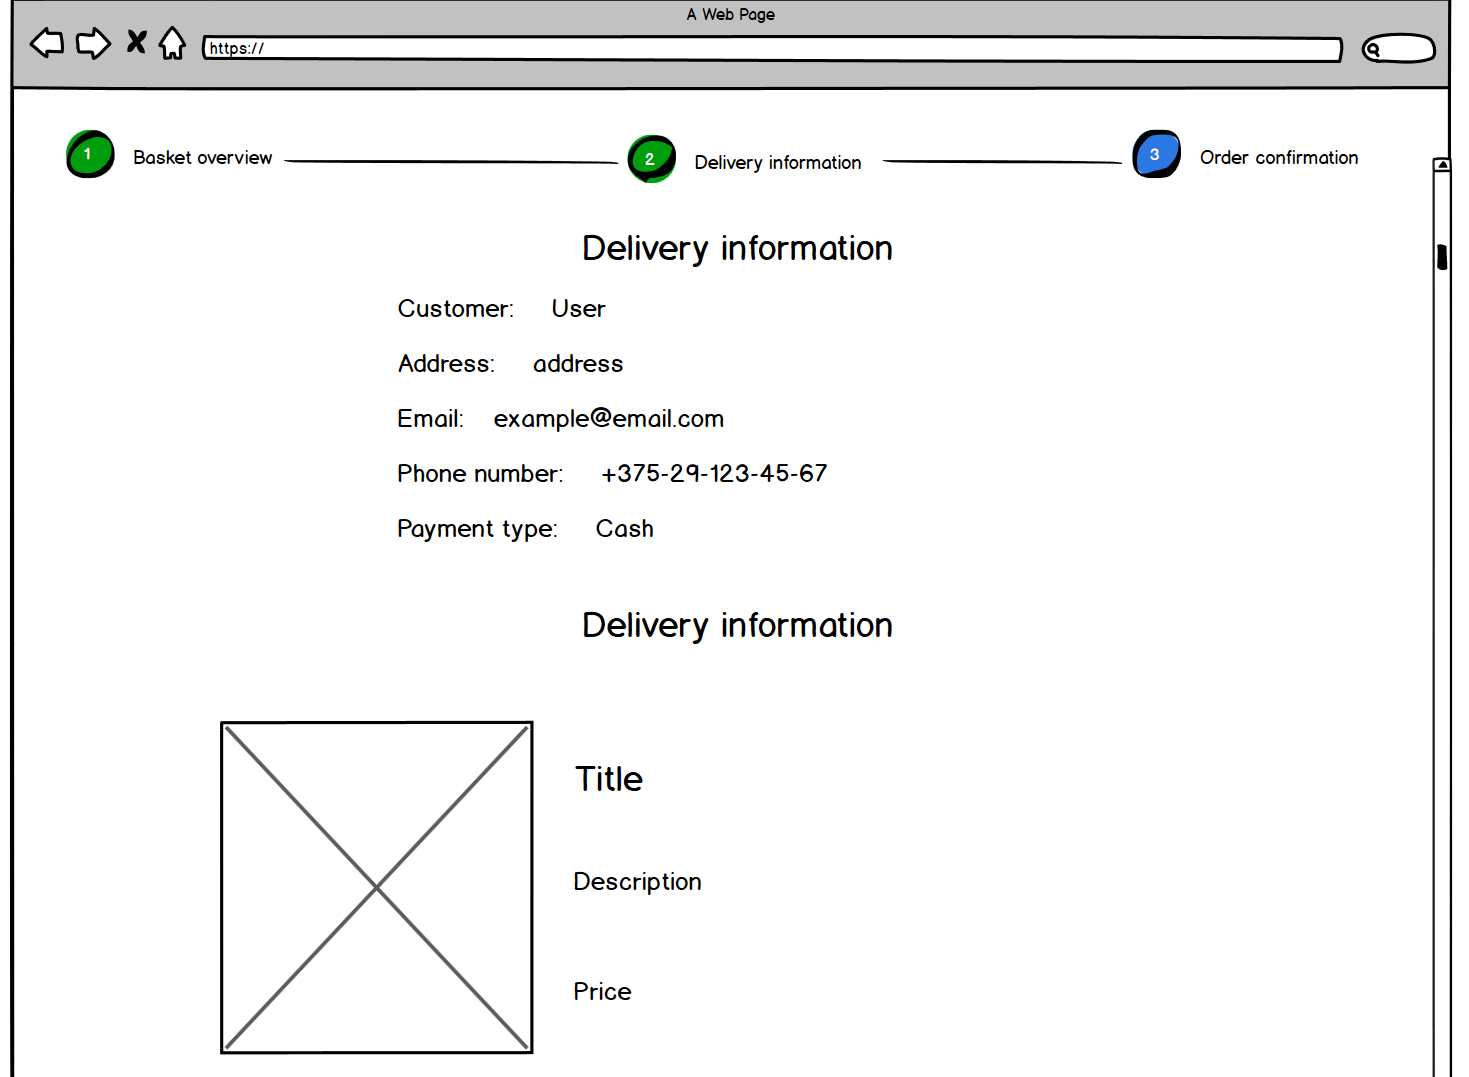 A Web Page
https://
1 Basket overview 2 Delivery information 3 Order confirmation
Delivery information
Customer: User
Address: address
Email: example@email.com
Phone number: +375-29-123-45-67
Payment type: Cash
Delivery information
Title
Description
Price